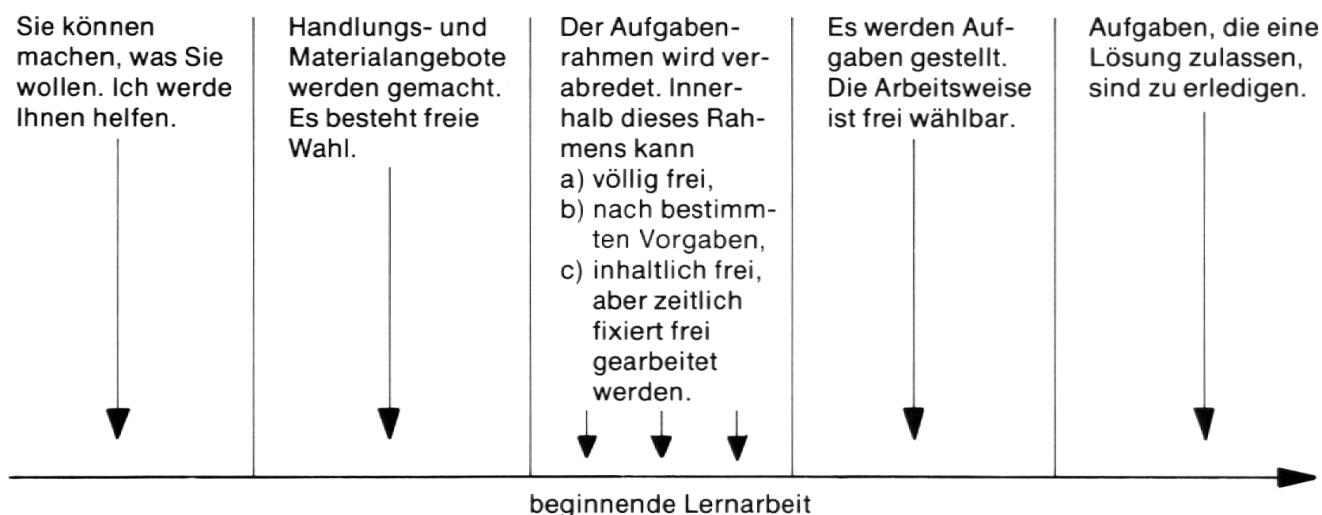 Sie können
machen, was Sie
wollen. Ich werde
Ihnen helfen.
Handlungs- und
Materialangebote
werden gemacht.
Es besteht freie
Wahl.
Der Aufgaben-
rahmen wird ver-
abredet. Inner-
halb dieses Rah-
mens kann
a) völlig frei,
b) nach bestimm-
ten Vorgaben,
c) inhaltlich frei,
aber zeitlich
fixiert frei
gearbeitet
werden.
Es werden Auf-
gaben gestellt.
Die Arbeitsweise
ist frei wählbar.
Aufgaben, die eine
Lösung zulassen,
sind zu erledigen.
beginnende Lernarbeit